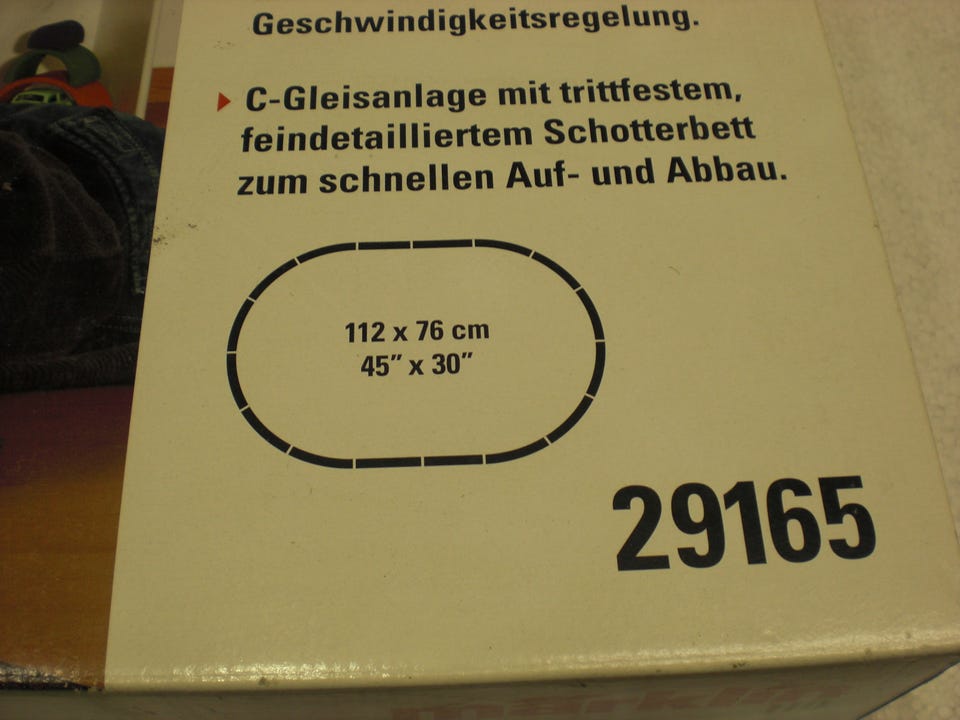 Geschwindigkeitsregelung.
C-Gleisanlage mit trittfestem,
feindetailliertem Schotterbett
zum schnellen Auf- und Abbau.
112 x 76 cm
45” x 30”
29165